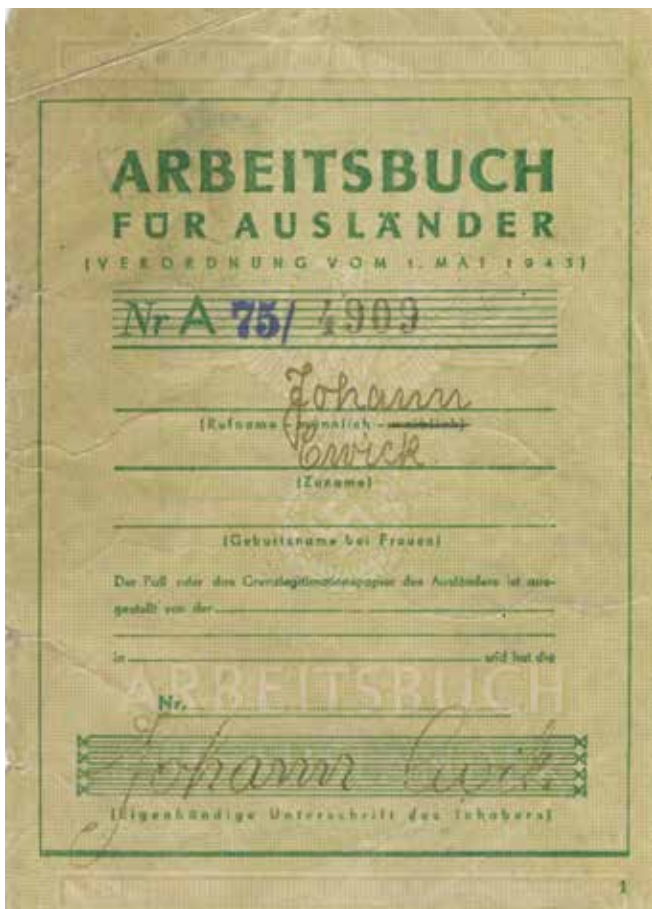 ARBEITSBUCH
FÜR AUSLÄNDER
(VERORDNUNG VOM 1. MAI 1943)
Nr A 75/ 4909
Johann
(Rufname - männlich - weiblich)
Ewick
(Zuname)
(Geburtsname bei Frauen)
Der Paß oder das Grenzlegitimationspapier des Ausländers ist aus-
gestellt von der
in und hat die
ARBEITSBUCH
Nr.
Johann Ewick
(Eigenhändige Unterschrift des Inhabers)
1